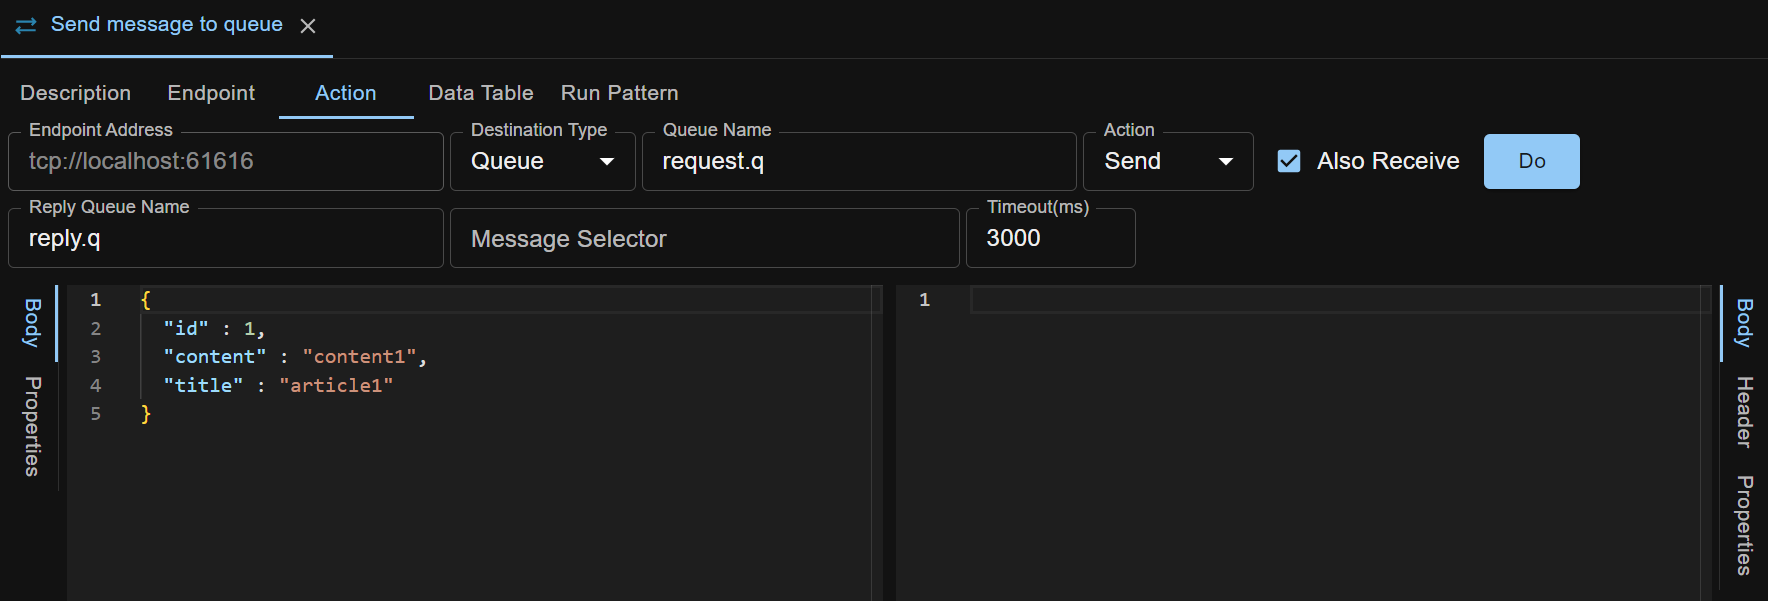 Send message to queue
Description Endpoint Action Data Table Run Pattern
Endpoint Address Destination Type Queue Name Action
tcp://localhost:61616 Queue request.q Send Also Receive Do
Reply Queue Name Timeout(ms)
reply.q Message Selector 3000
Body
Properties
1 {
2 "id" : 1,
3 "content" : "content1",
4 "title" : "article1"
5 }
1
Body
Header
Properties